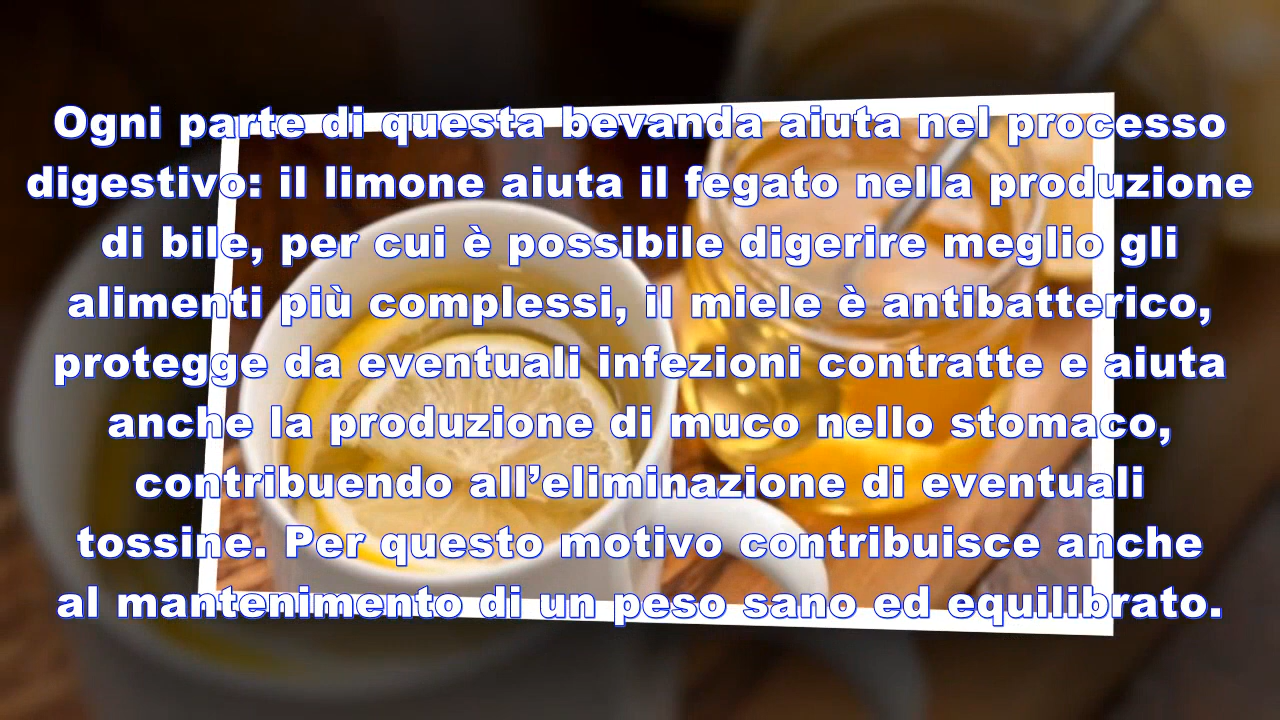 Ogni parte di questa bevanda aiuta nel processo
digestivo: il limone aiuta il fegato nella produzione
di bile, per cui è possibile digerire meglio gli
alimenti più complessi, il miele è antibatterico,
protegge da eventuali infezioni contratte e aiuta
anche la produzione di muco nello stomaco,
contribuendo all’eliminazione di eventuali
tossine. Per questo motivo contribuisce anche
al mantenimento di un peso sano ed equilibrato.